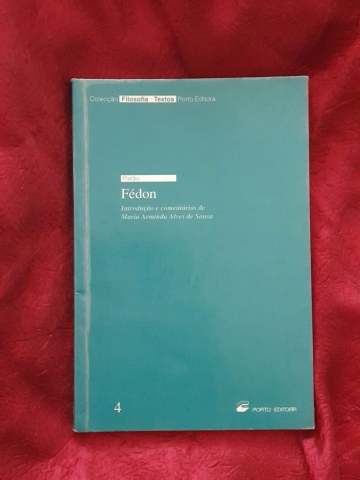 Colecção Filosofia · Textos Porto Editora
Platão
Fédon
Introdução e comentários de
Maria Arminda Alves de Sousa
4
PORTO EDITORA